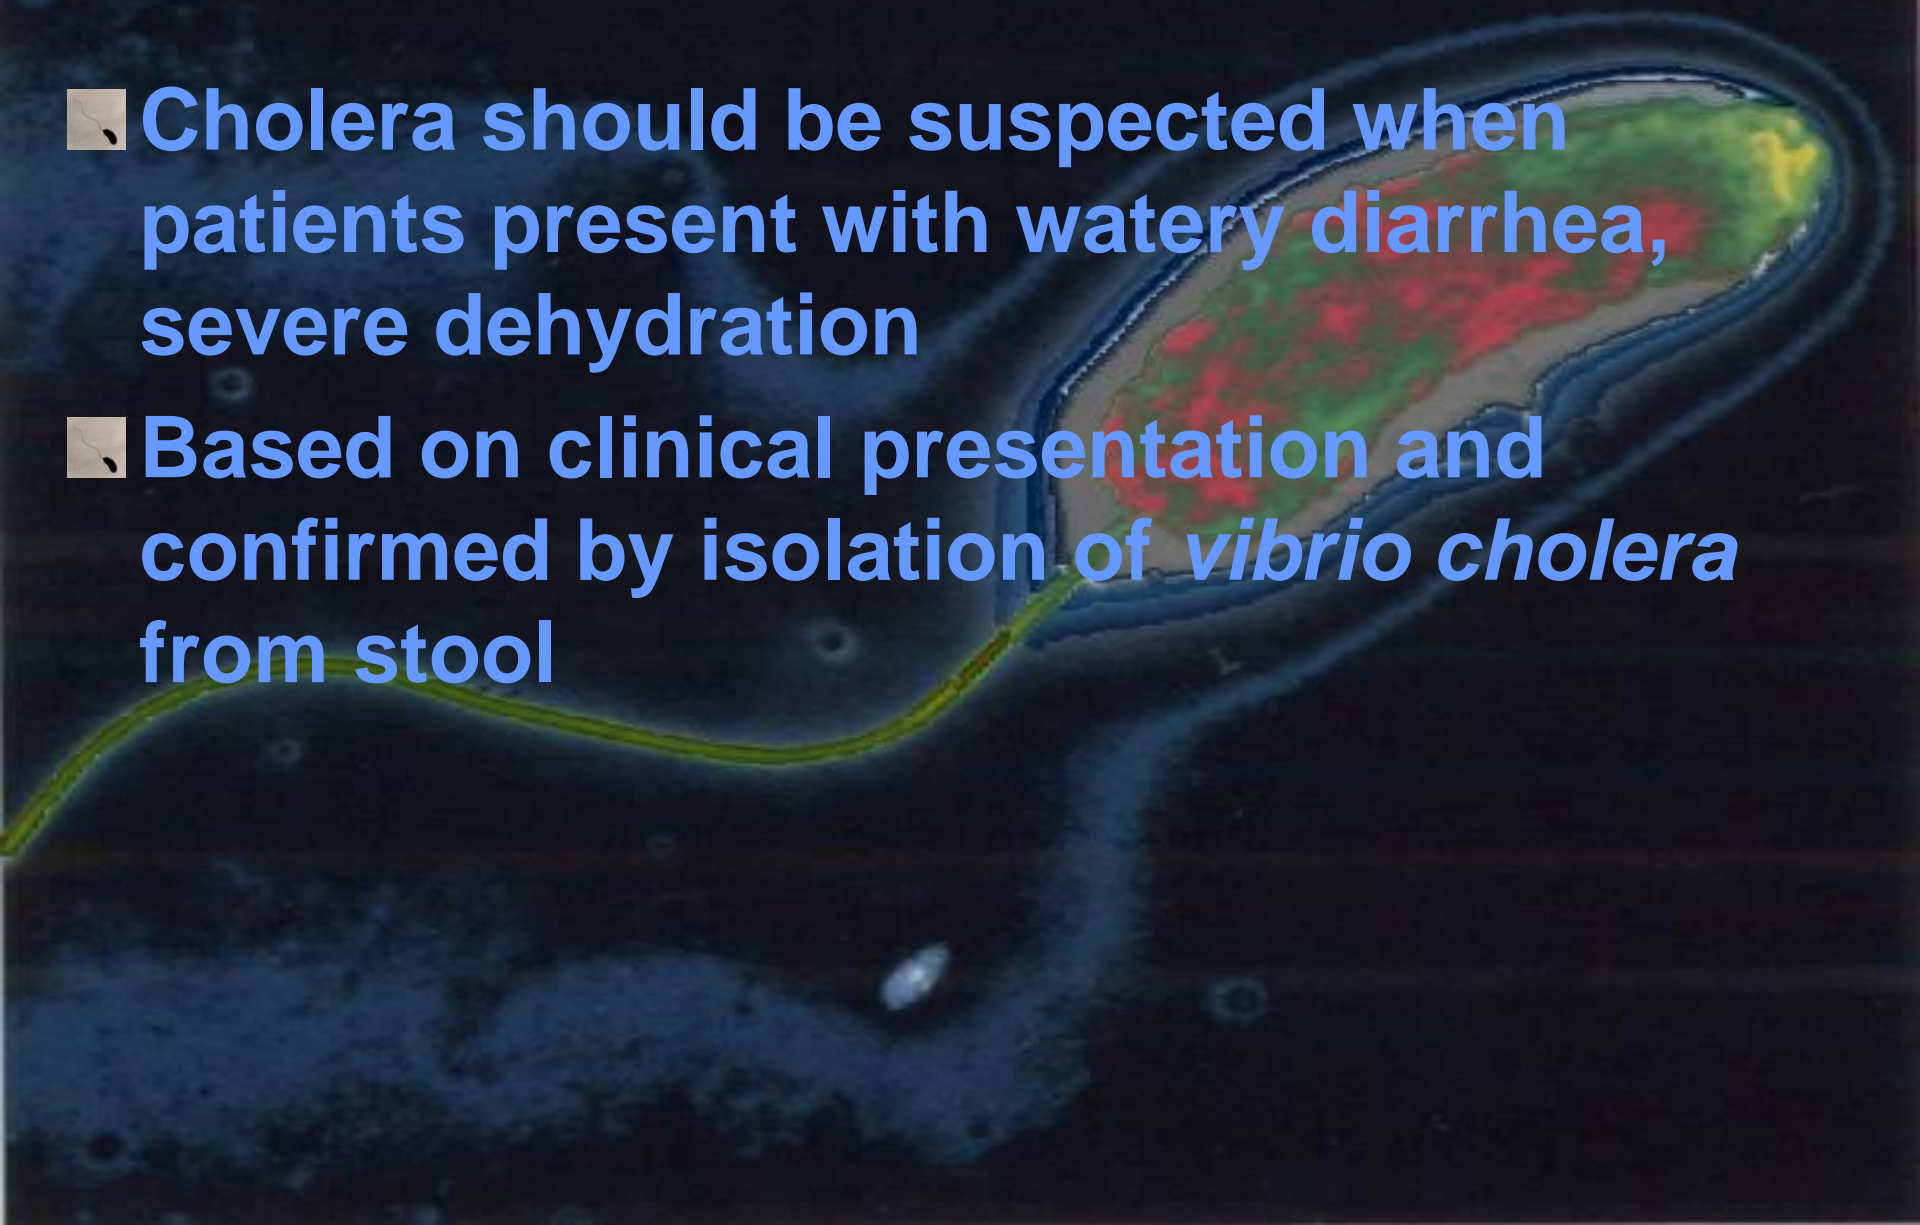 Cholera should be suspected when
patients present with watery diarrhea,
severe dehydration
Based on clinical presentation and
confirmed by isolation of vibrio cholera
from stool